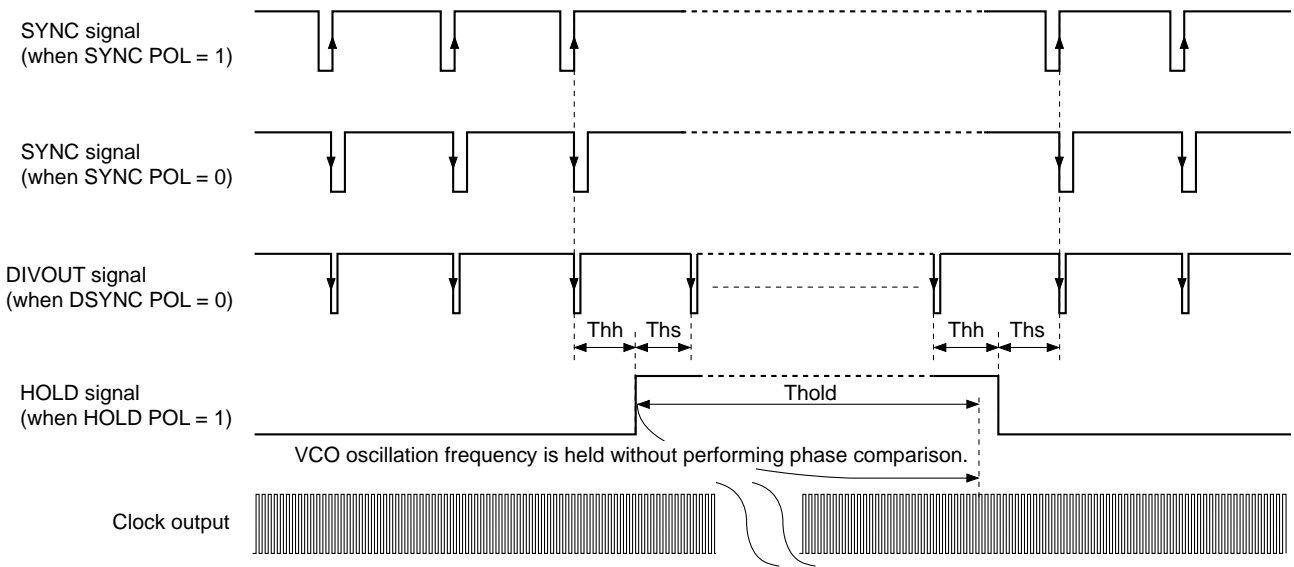 SYNC signal
(when SYNC POL = 1)
SYNC signal
(when SYNC POL = 0)
DIVOUT signal
(when DSYNC POL = 0)
Thh
Ths
Thh
Ths
HOLD signal
(when HOLD POL = 1)
Thold
VCO oscillation frequency is held without performing phase comparison.
Clock output